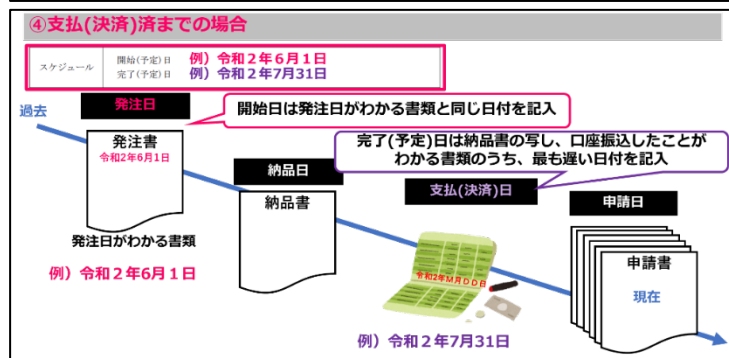 ④支払(決済)済までの場合
スケジュール
開始(予定)日 例）令和２年６月１日
完了(予定)日 例）令和２年7月31日
過去
発注日
開始日は発注日がわかる書類と同じ日付を記入
発注書
令和2年6月1日
完了(予定)日は納品書の写し、口座振込したことが
わかる書類のうち、最も遅い日付を記入
納品日
納品書
支払(決済)日
申請日
発注日がわかる書類
例）令和２年6月１日
令和2年Ｍ月ＤＤ日
申請書
現在
例）令和２年7月31日